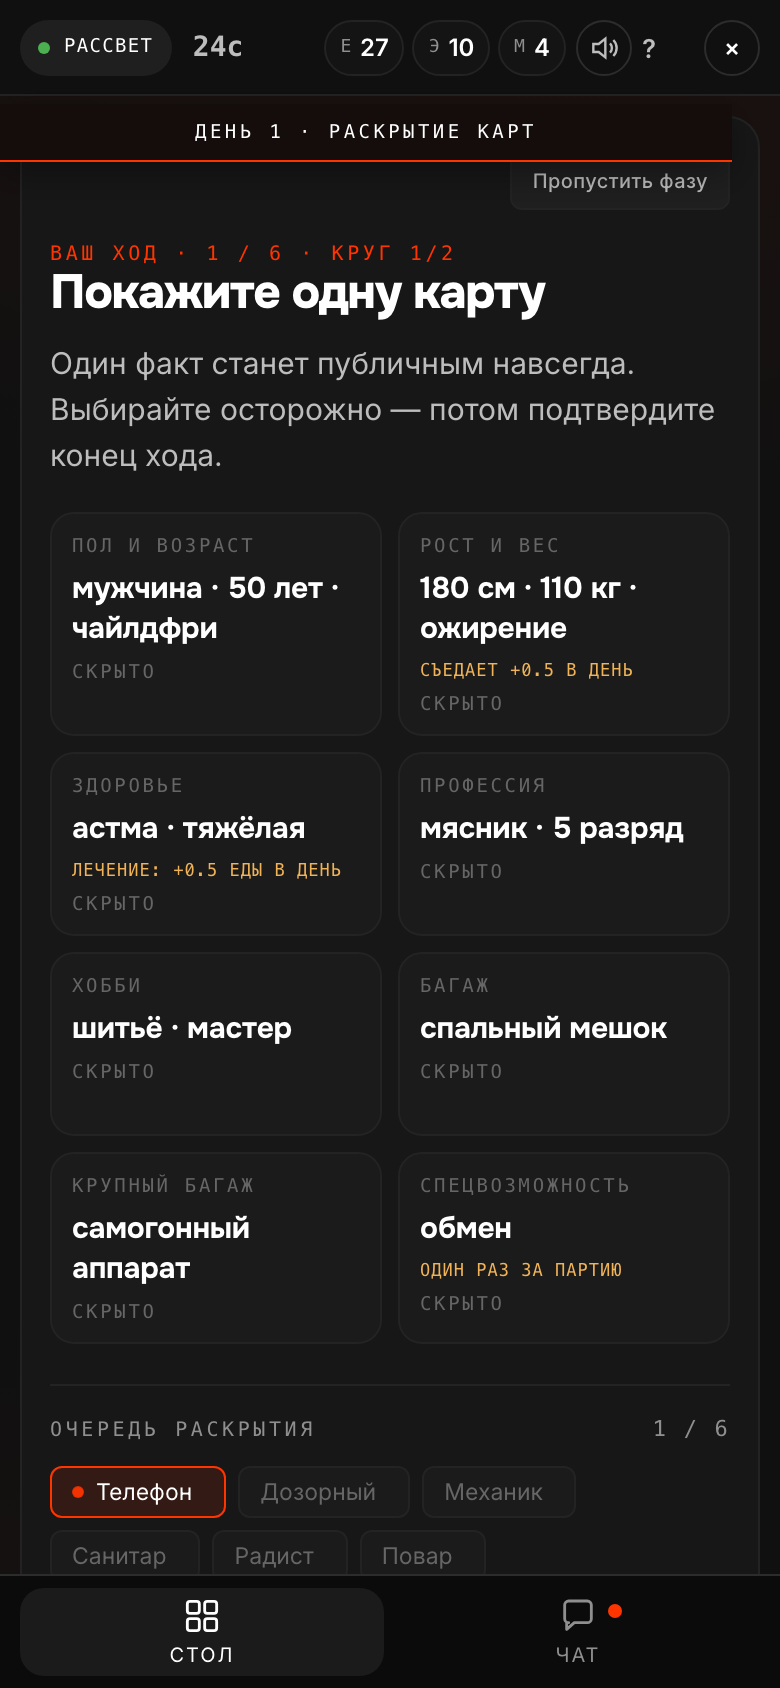 РАССВЕТ 24с Е 27 Э 10 М 4 ? ×
ДЕНЬ 1 · РАСКРЫТИЕ КАРТ
Пропустить фазу
ВАШ ХОД · 1 / 6 · КРУГ 1/2
Покажите одну карту
Один факт станет публичным навсегда.
Выбирайте осторожно — потом подтвердите
конец хода.
ПОЛ И ВОЗРАСТ
мужчина · 50 лет ·
чайлдфри
СКРЫТО
РОСТ И ВЕС
180 см · 110 кг ·
ожирение
СЪЕДАЕТ +0.5 В ДЕНЬ
СКРЫТО
ЗДОРОВЬЕ
астма · тяжёлая
ЛЕЧЕНИЕ: +0.5 ЕДЫ В ДЕНЬ
СКРЫТО
ПРОФЕССИЯ
мясник · 5 разряд
СКРЫТО
ХОББИ
шитьё · мастер
СКРЫТО
БАГАЖ
спальный мешок
СКРЫТО
КРУПНЫЙ БАГАЖ
самогонный
аппарат
СКРЫТО
СПЕЦВОЗМОЖНОСТЬ
обмен
ОДИН РАЗ ЗА ПАРТИЮ
СКРЫТО
ОЧЕРЕДЬ РАСКРЫТИЯ 1 / 6
Телефон Дозорный Механик
Санитар Радист Повар
СТОЛ ЧАТ